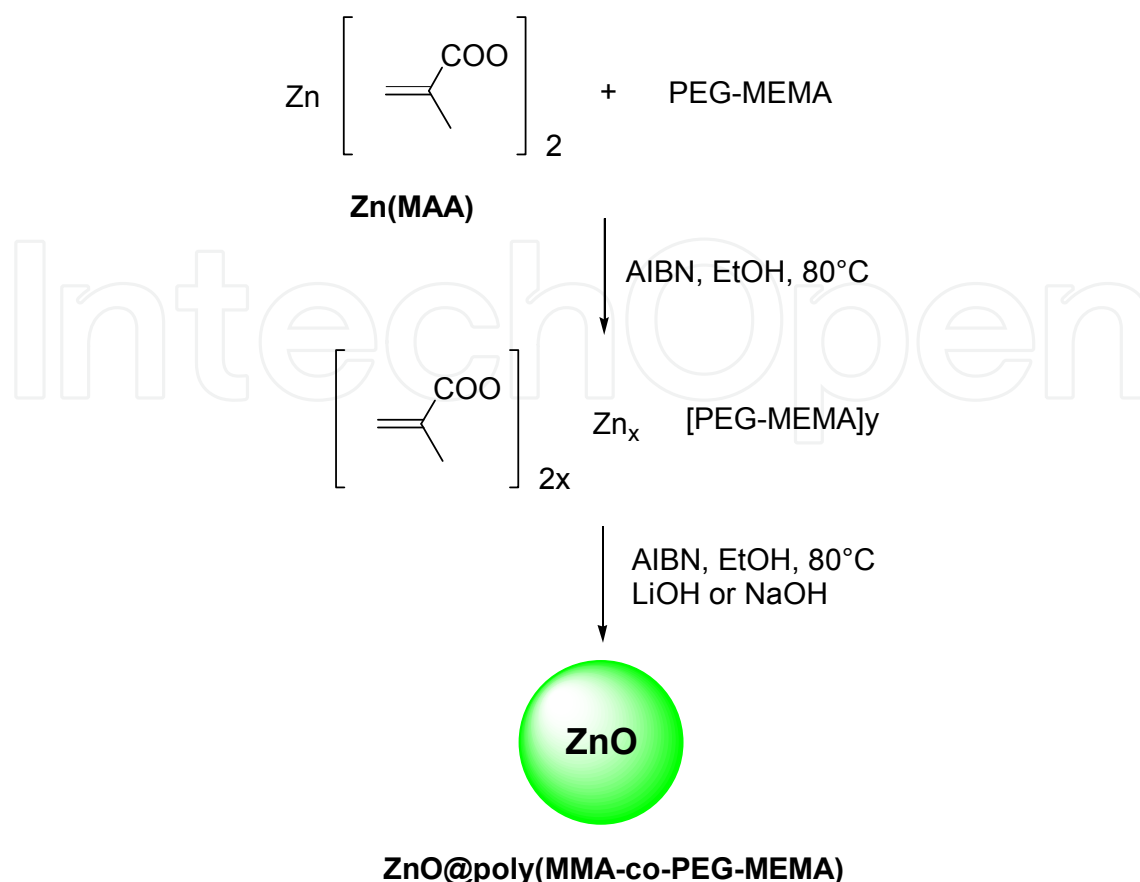 Zn [ COO ] 2 + PEG-MEMA
Zn(MAA)
AIBN, EtOH, 80°C
[ COO ] 2x Znx [PEG-MEMA]y
AIBN, EtOH, 80°C
LiOH or NaOH
ZnO
ZnO@poly(MMA-co-PEG-MEMA)
IntechOpen